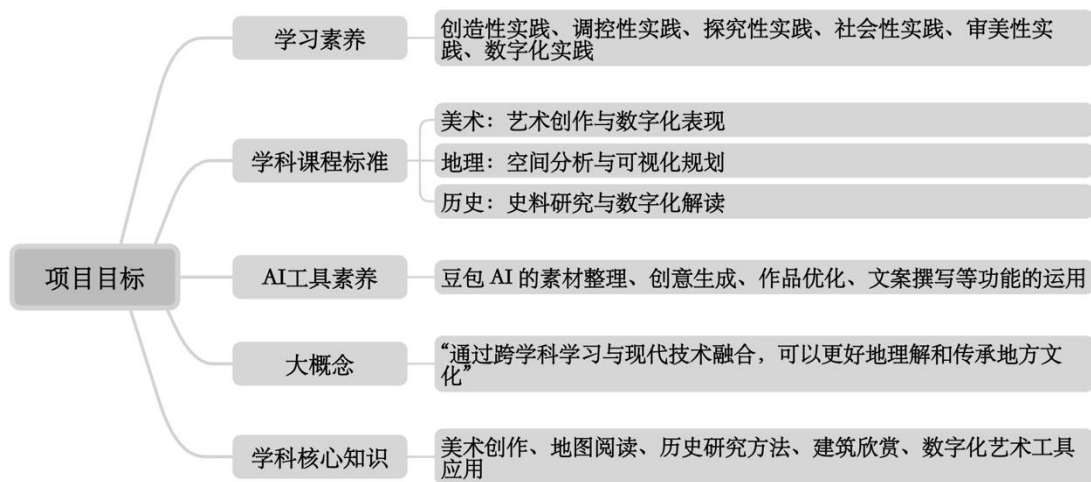 项目目标
学习素养
创造性实践、调控性实践、探究性实践、社会性实践、审美性实
践、数字化实践
学科课程标准
美术：艺术创作与数字化表现
地理：空间分析与可视化规划
历史：史料研究与数字化解读
AI工具素养
豆包 AI 的素材整理、创意生成、作品优化、文案撰写等功能的运用
大概念
“通过跨学科学习与现代技术融合，可以更好地理解和传承地方文
化”
学科核心知识
美术创作、地图阅读、历史研究方法、建筑欣赏、数字化艺术工具
应用